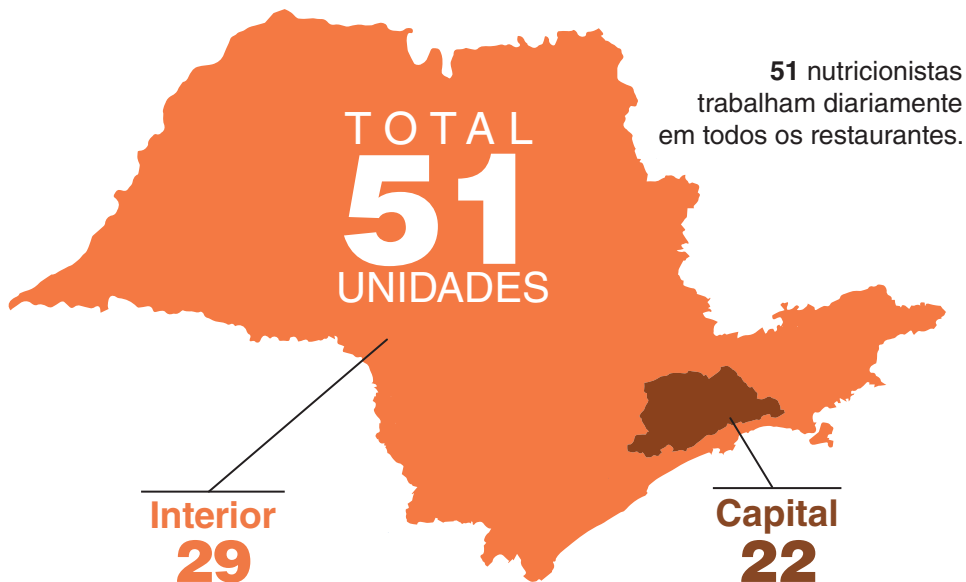 51 nutricionistas
trabalham diariamente
em todos os restaurantes.
TOTAL
51
UNIDADES
Interior
29
Capital
22